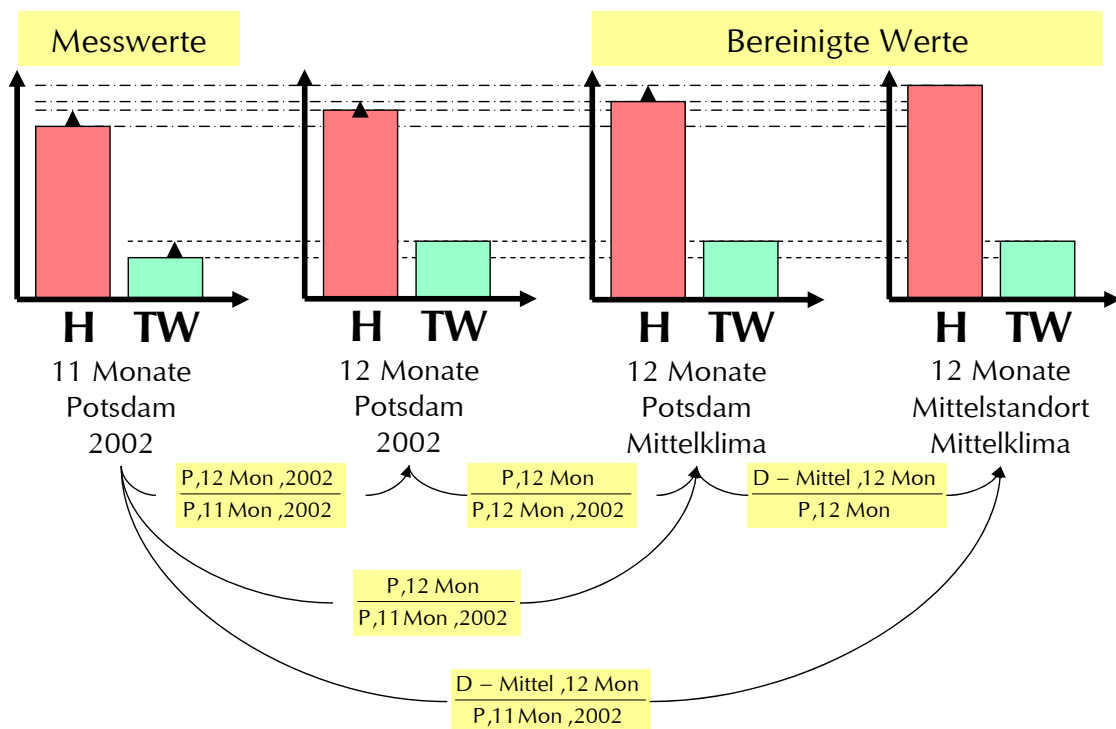 Messwerte
Bereinigte Werte
H TW
H TW
H TW
H TW
11 Monate
Potsdam
2002
12 Monate
Potsdam
2002
12 Monate
Potsdam
Mittelklima
12 Monate
Mittelstandort
Mittelklima
P,12 Mon ,2002
P,11 Mon ,2002
P,12 Mon
P,12 Mon ,2002
D – Mittel ,12 Mon
P,12 Mon
P,12 Mon
P,11 Mon ,2002
D – Mittel ,12 Mon
P,11 Mon ,2002